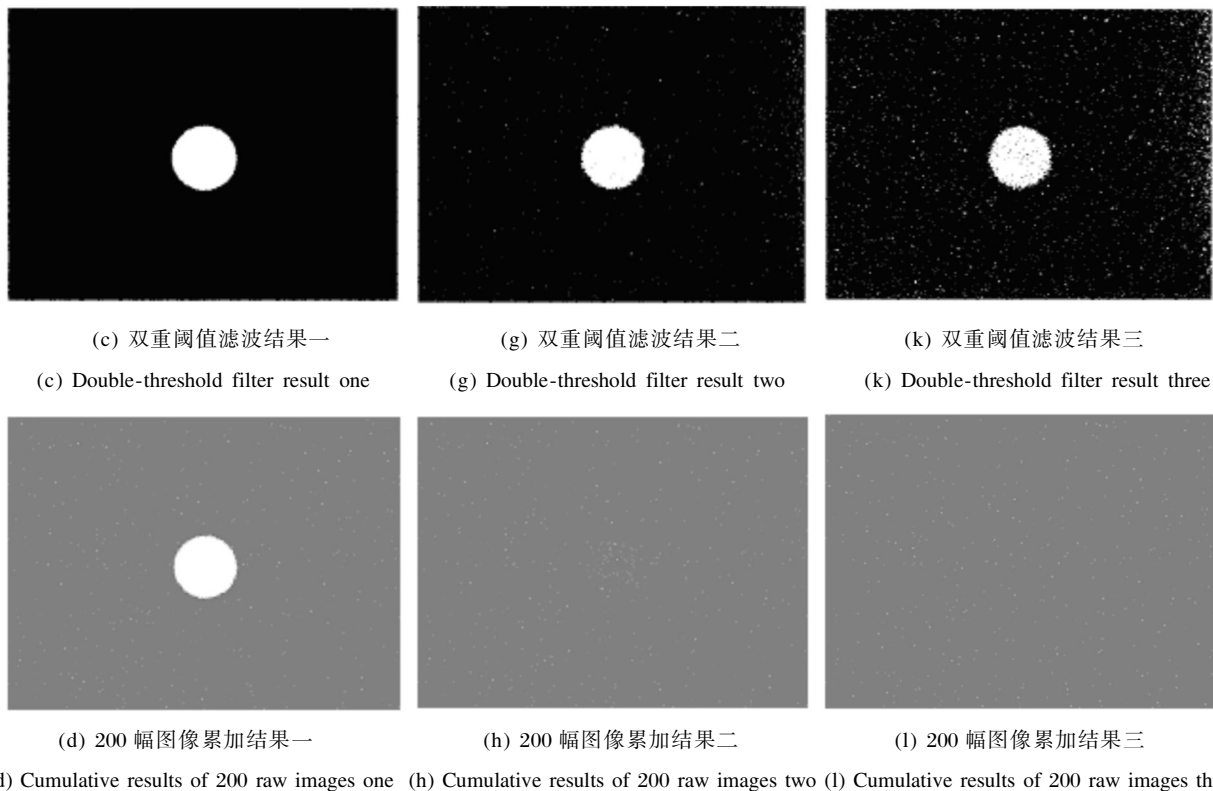 (c) 双重阈值滤波结果一
(g) 双重阈值滤波结果二
(k) 双重阈值滤波结果三
(c) Double-threshold filter result one
(g) Double-threshold filter result two
(k) Double-threshold filter result three
(d) 200 幅图像累加结果一
(h) 200 幅图像累加结果二
(l) 200 幅图像累加结果三
d) Cumulative results of 200 raw images one
(h) Cumulative results of 200 raw images two
(l) Cumulative results of 200 raw images th